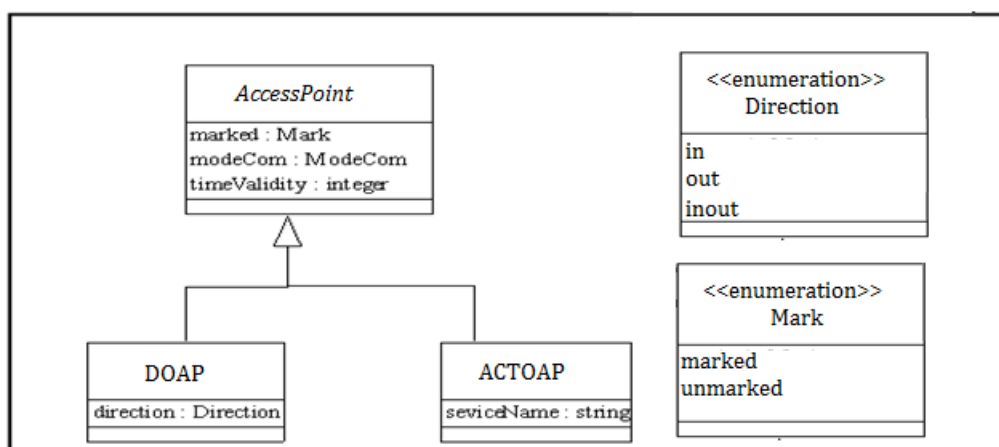 AccessPoint
marked : Mark
modeCom : ModeCom
timeValidity : integer
<<enumeration>>
Direction
in
out
inout
<<enumeration>>
Mark
marked
unmarked
DOAP
direction : Direction
ACTOAP
seviceName : string